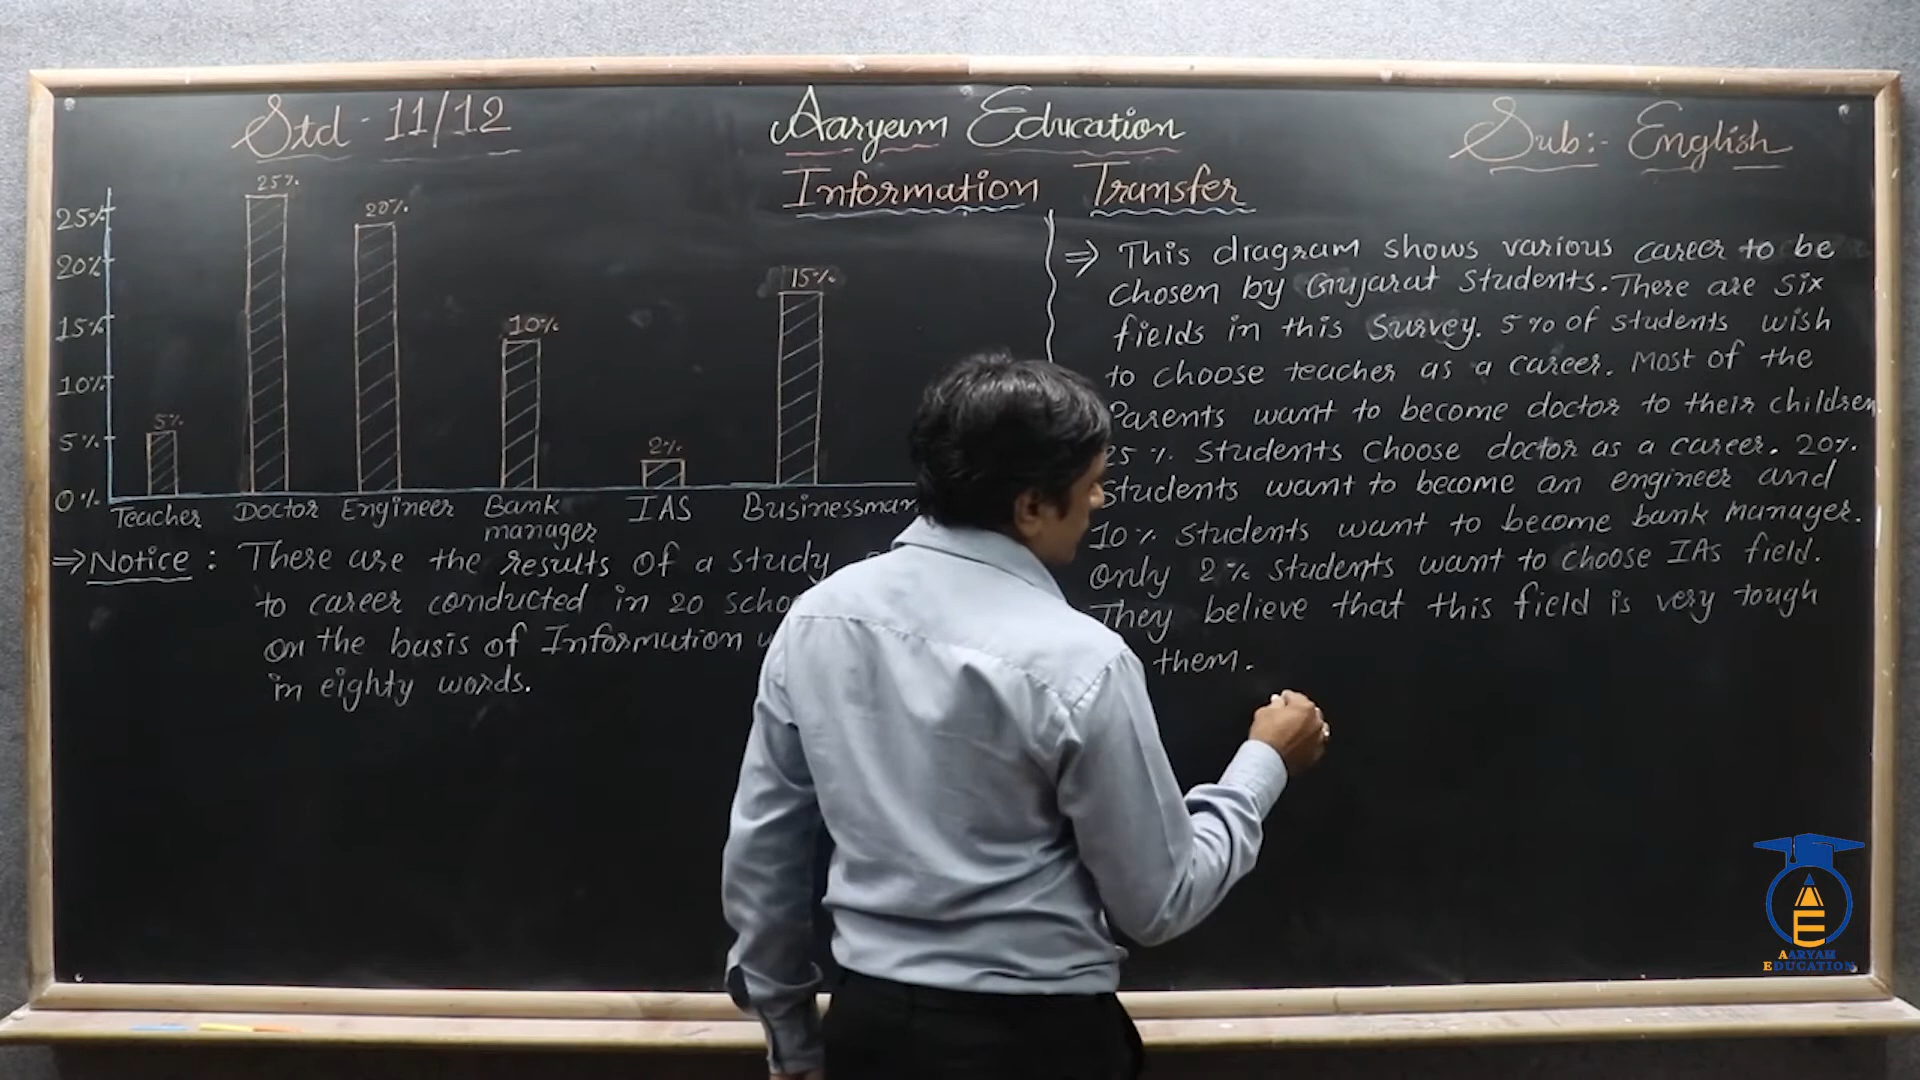 Std - 11/12
Aaryam Education
Sub:- English
Information Transfer
25%
20%
15%
10%
5%
0%
5%
25%
20%
10%
2%
15%
Teacher Doctor Engineer Bank manager IAS Businessman
⇒ Notice : There are the results of a study
to career conducted in 20
on the basis of Information
in eighty words.
⇒ This diagram shows various career to be
chosen by Gujarat Students. There are six
fields in this Survey. 5% of students wish
to choose teacher as a career. Most of the
Parents want to become doctor to their children
25% Students choose doctor as a career. 20%.
Students want to become an engineer and
10% students want to become bank manager.
Only 2% students want to choose IAS field.
They believe that this field is very tough
them.
AARYAM
EDUCATION